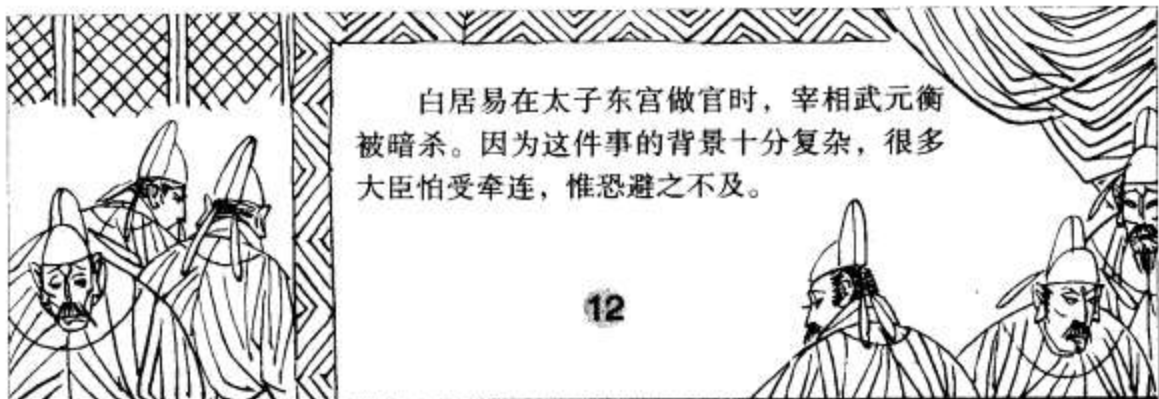 白居易在太子东宫做官时，宰相武元衡
被暗杀。因为这件事的背景十分复杂，很多
大臣怕受牵连，惟恐避之不及。
12